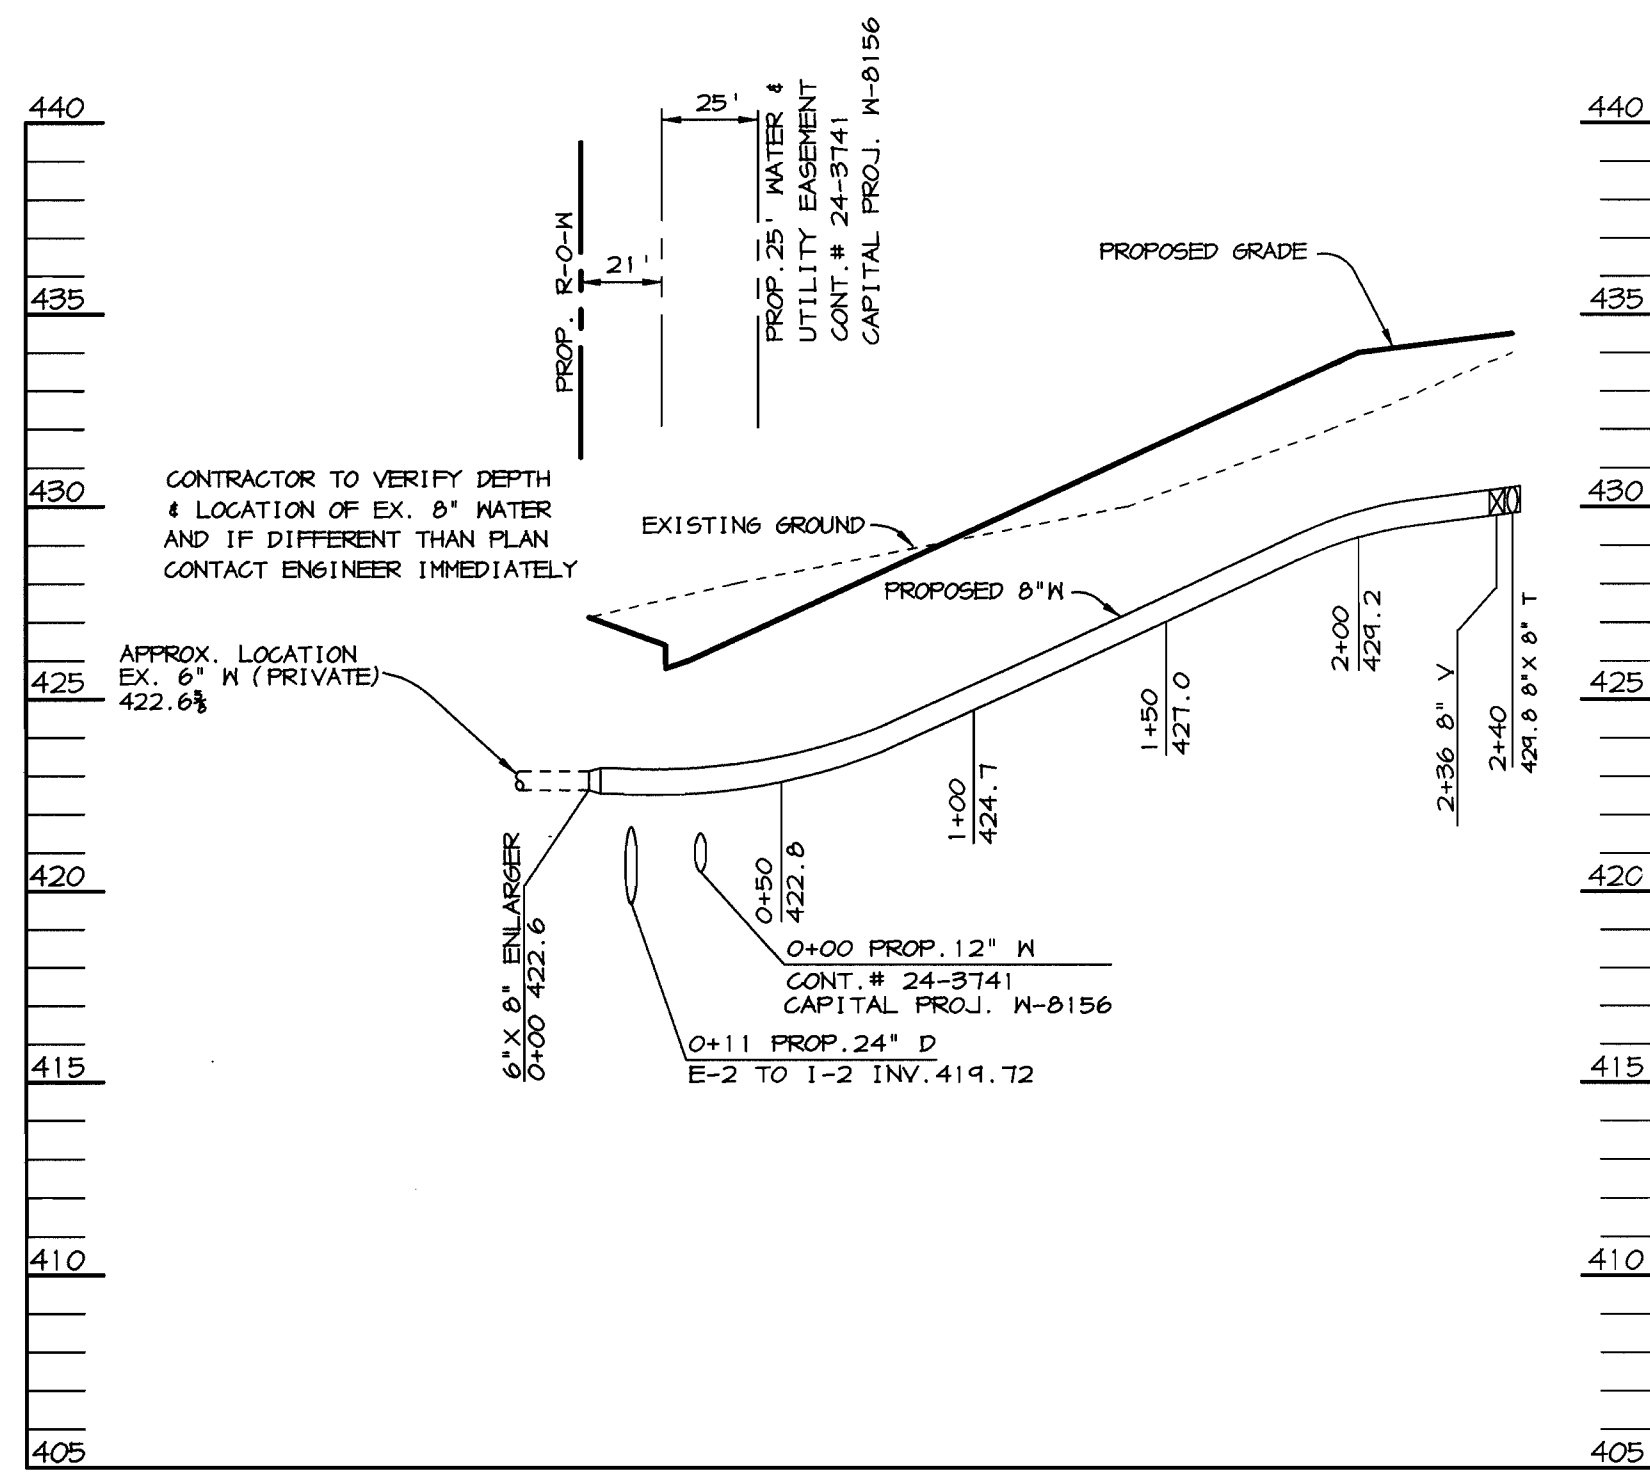 440
435
430
425
420
415
410
405
25'
21'
PROP. R-O-W
PROP. 25' WATER &
UTILITY EASEMENT
CONT.# 24-3741
CAPITAL PROJ. W-8156
PROPOSED GRADE
CONTRACTOR TO VERIFY DEPTH
& LOCATION OF EX. 8" WATER
AND IF DIFFERENT THAN PLAN
CONTACT ENGINEER IMMEDIATELY
EXISTING GROUND
PROPOSED 8"W
APPROX. LOCATION
EX. 6" W (PRIVATE)
422.6
6"X 8" ENLARGER
0+00 422.6
0+50
422.8
1+00
424.7
1+50
427.0
2+00
429.2
2+36 8" V
2+40
429.8 8"X 8" T
0+00 PROP.12" W
CONT.# 24-3741
CAPITAL PROJ. W-8156
0+11 PROP.24" D
E-2 TO I-2 INV.419.72
440
435
430
425
420
415
410
405